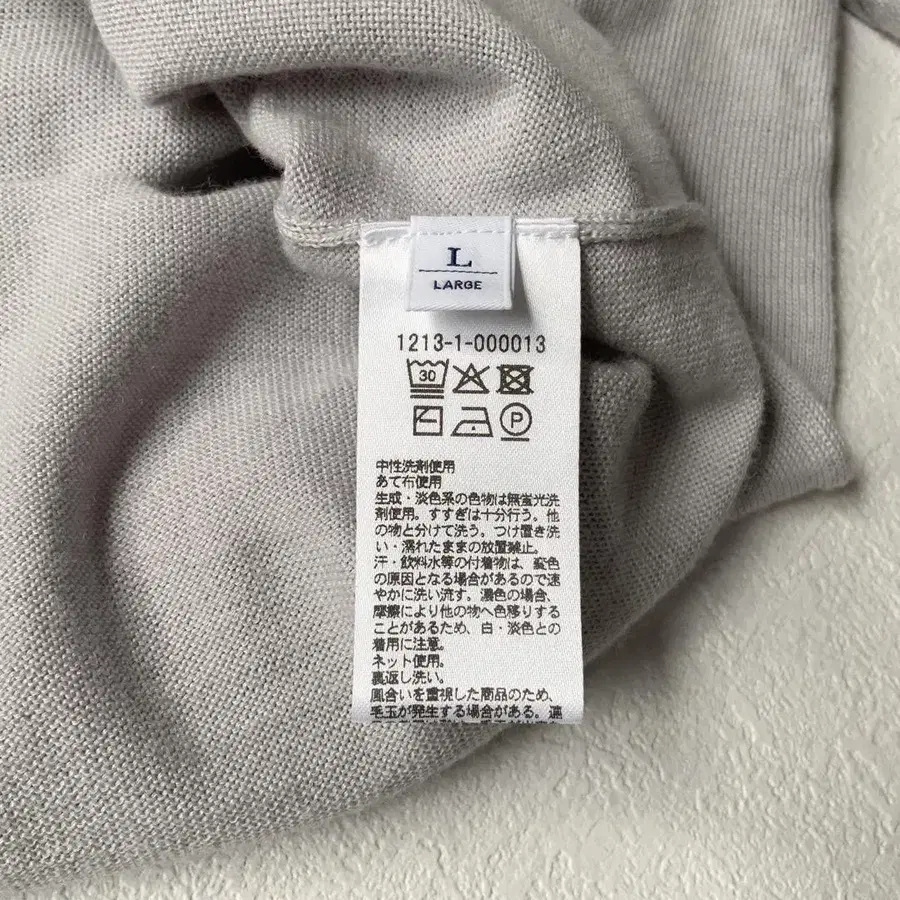 L
LARGE
1213-1-000013
30
P
中性洗剤使用
あて布使用
生成・淡色系の色物は無蛍光洗
剤使用。すすぎは十分行う。他
の物と分けて洗う。つけ置き洗
い・濡れたままの放置禁止。
汗・飲料水等の付着物は、変色
の原因となる場合があるので速
やかに洗い流す。濃色の場合、
摩擦により他の物へ色移りする
ことがあるため、白・淡色との
着用に注意。
ネット使用。
裏返し洗い。
風合いを重視した商品のため、
毛玉が発生する場合がある。連